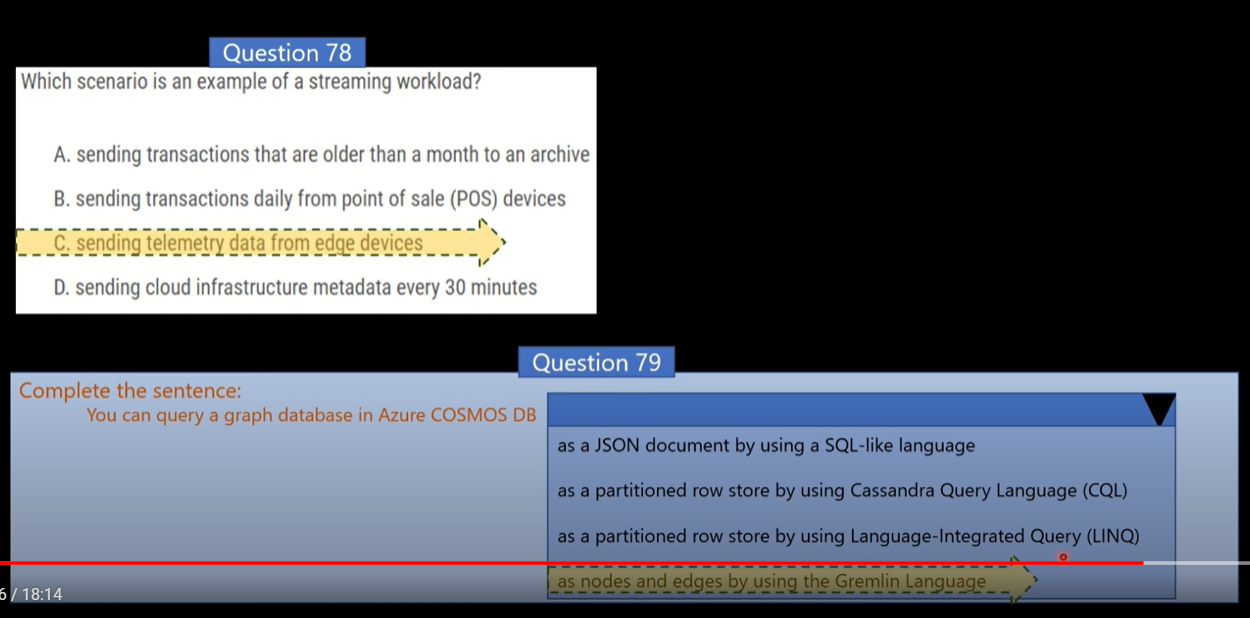 Question 78
Which scenario is an example of a streaming workload?
A. sending transactions that are older than a month to an archive
B. sending transactions daily from point of sale (POS) devices
C. sending telemetry data from edge devices
D. sending cloud infrastructure metadata every 30 minutes
Question 79
Complete the sentence:
You can query a graph database in Azure COSMOS DB
as a JSON document by using a SQL-like language
as a partitioned row store by using Cassandra Query Language (CQL)
as a partitioned row store by using Language-Integrated Query (LINQ)
as nodes and edges by using the Gremlin Language
6 / 18:14